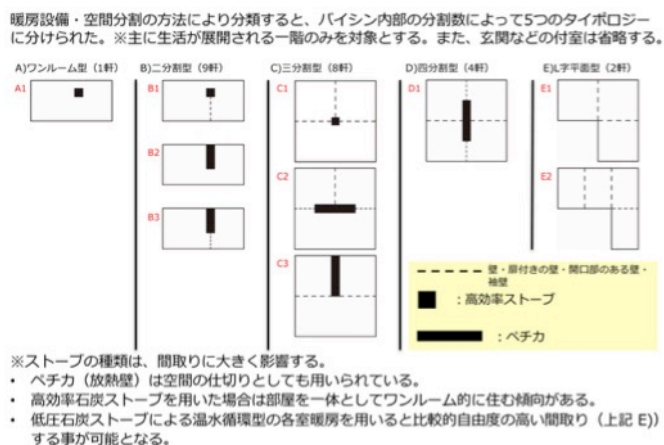 暖房設備・空間分割の方法により分類すると、バイシン内部の分割数によって5つのタイポロジー
に分けられた。※主に生活が展開される一階のみを対象とする。また、玄関などの付室は省略する。
A)ワンルーム型（1軒）
B)二分割型（9軒）
C)三分割型（8軒）
D)四分割型（4軒）
E)L字平面型（2軒）
A1
B1
C1
D1
E1
B2
C2
E2
B3
C3
壁・扉付きの壁・開口部のある壁・
袖壁
：高効率ストーブ
：ペチカ
※ストーブの種類は、間取りに大きく影響する。
• ペチカ（放熱壁）は空間の仕切りとしても用いられている。
• 高効率石炭ストーブを用いた場合は部屋を一体としてワンルーム的に住む傾向がある。
• 低圧石炭ストーブによる温水循環型の各室暖房を用いると比較的自由度の高い間取り（上記 E))
する事が可能となる。